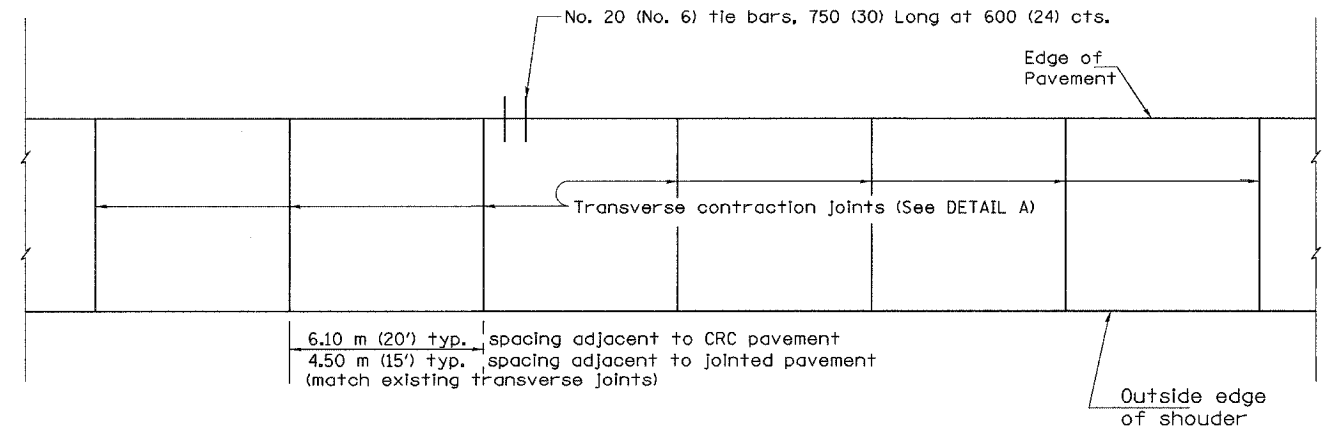 No. 20 (No. 6) tie bars, 750 (30) Long at 600 (24) cts.
Edge of
Pavement
Transverse contraction joints (See DETAIL A)
6.10 m (20') typ. spacing adjacent to CRC pavement
4.50 m (15') typ. spacing adjacent to jointed pavement
(match existing transverse joints)
Outside edge
of shouder